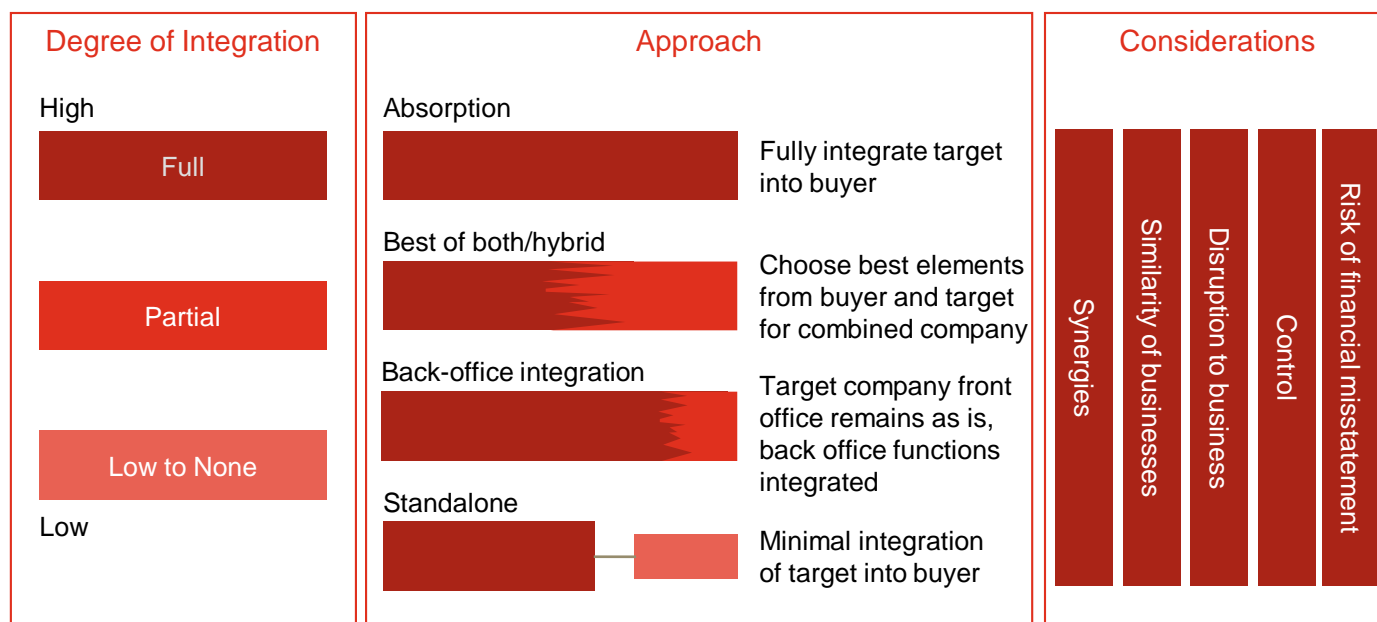 Degree of Integration
High
Full
Partial
Low to None
Low
Approach
Absorption
Fully integrate target
into buyer
Best of both/hybrid
Choose best elements
from buyer and target
for combined company
Back-office integration
Target company front
office remains as is,
back office functions
integrated
Standalone
Minimal integration
of target into buyer
Considerations
Synergies
Similarity of businesses
Disruption to business
Control
Risk of financial misstatement